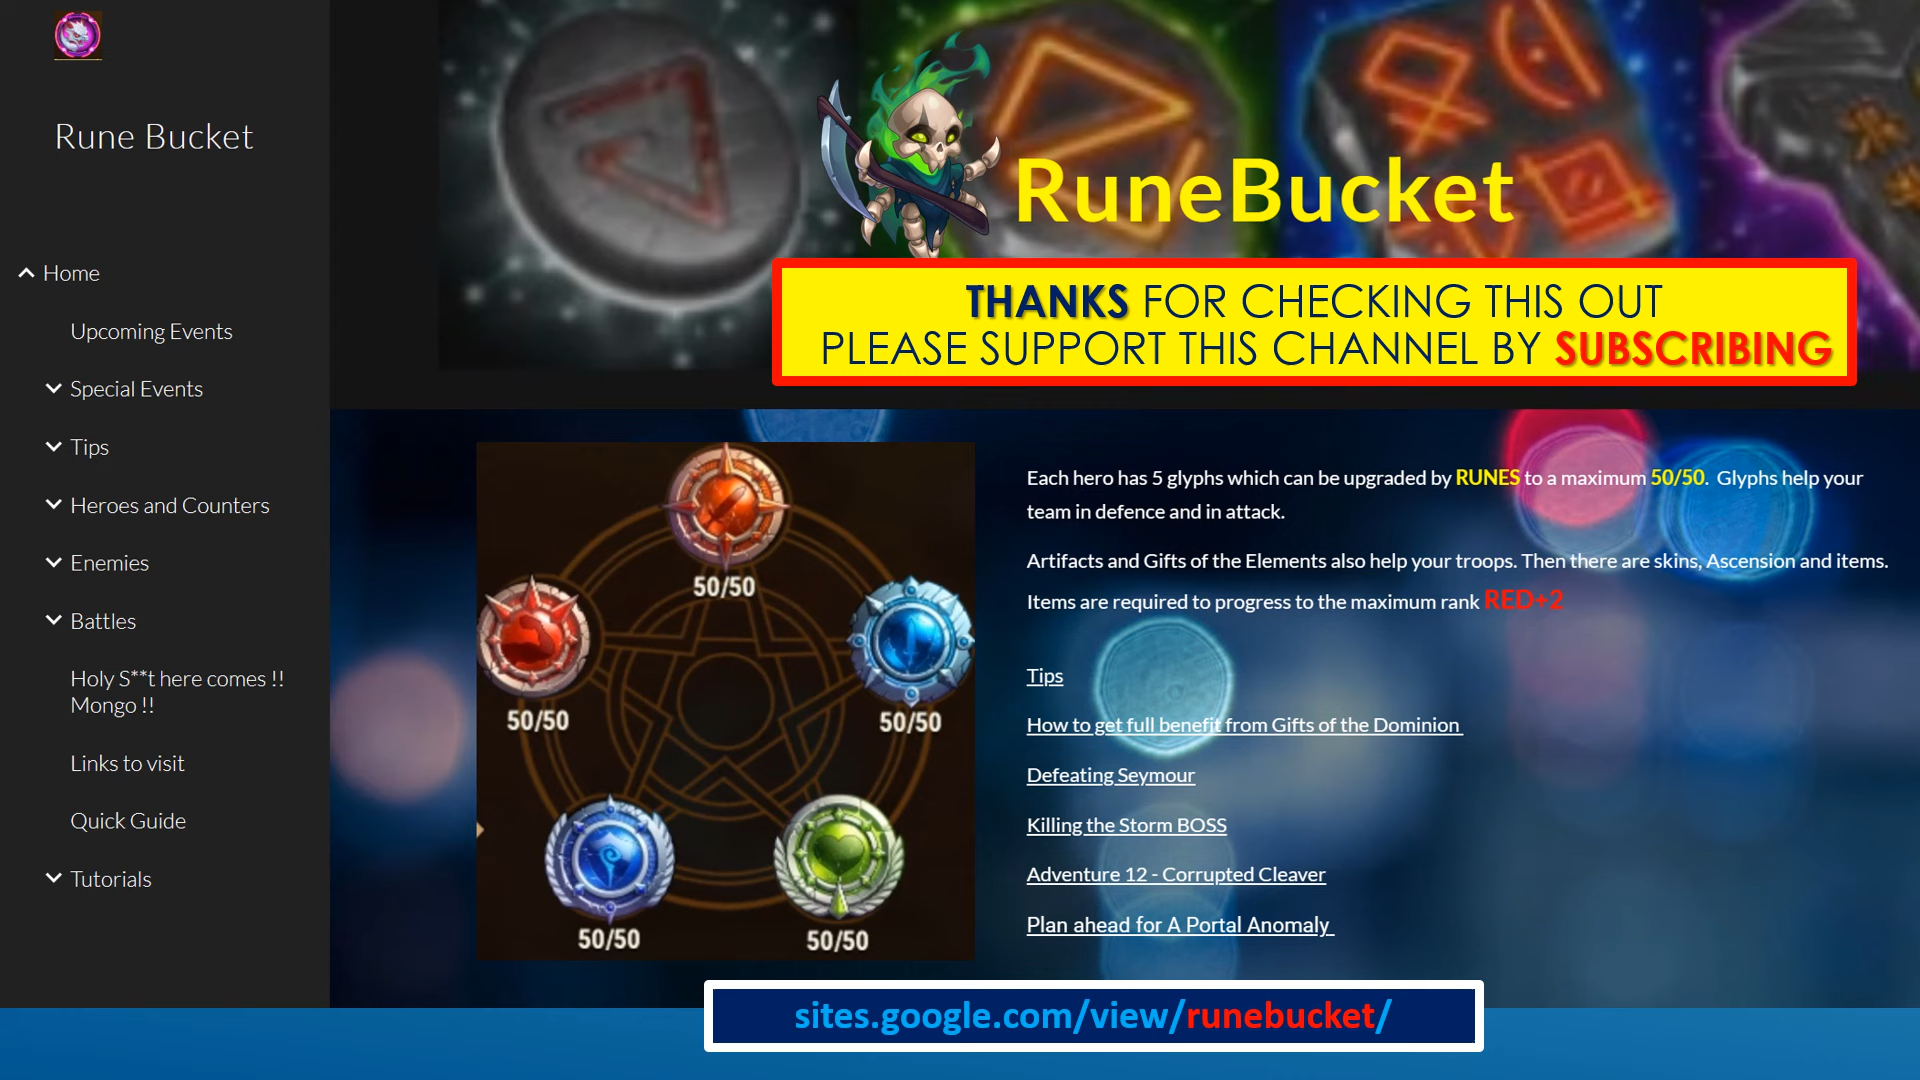 Rune Bucket
Home
Upcoming Events
Special Events
Tips
Heroes and Counters
Enemies
Battles
Holy S**t here comes !!
Mongo !!
Links to visit
Quick Guide
Tutorials
RuneBucket
THANKS FOR CHECKING THIS OUT
PLEASE SUPPORT THIS CHANNEL BY SUBSCRIBING
50/50
50/50
50/50
50/50
50/50
Each hero has 5 glyphs which can be upgraded by RUNES to a maximum 50/50. Glyphs help your
team in defence and in attack.
Artifacts and Gifts of the Elements also help your troops. Then there are skins, Ascension and items.
Items are required to progress to the maximum rank RED+2
Tips
How to get full benefit from Gifts of the Dominion
Defeating Seymour
Killing the Storm BOSS
Adventure 12 - Corrupted Cleaver
Plan ahead for A Portal Anomaly
sites.google.com/view/runebucket/